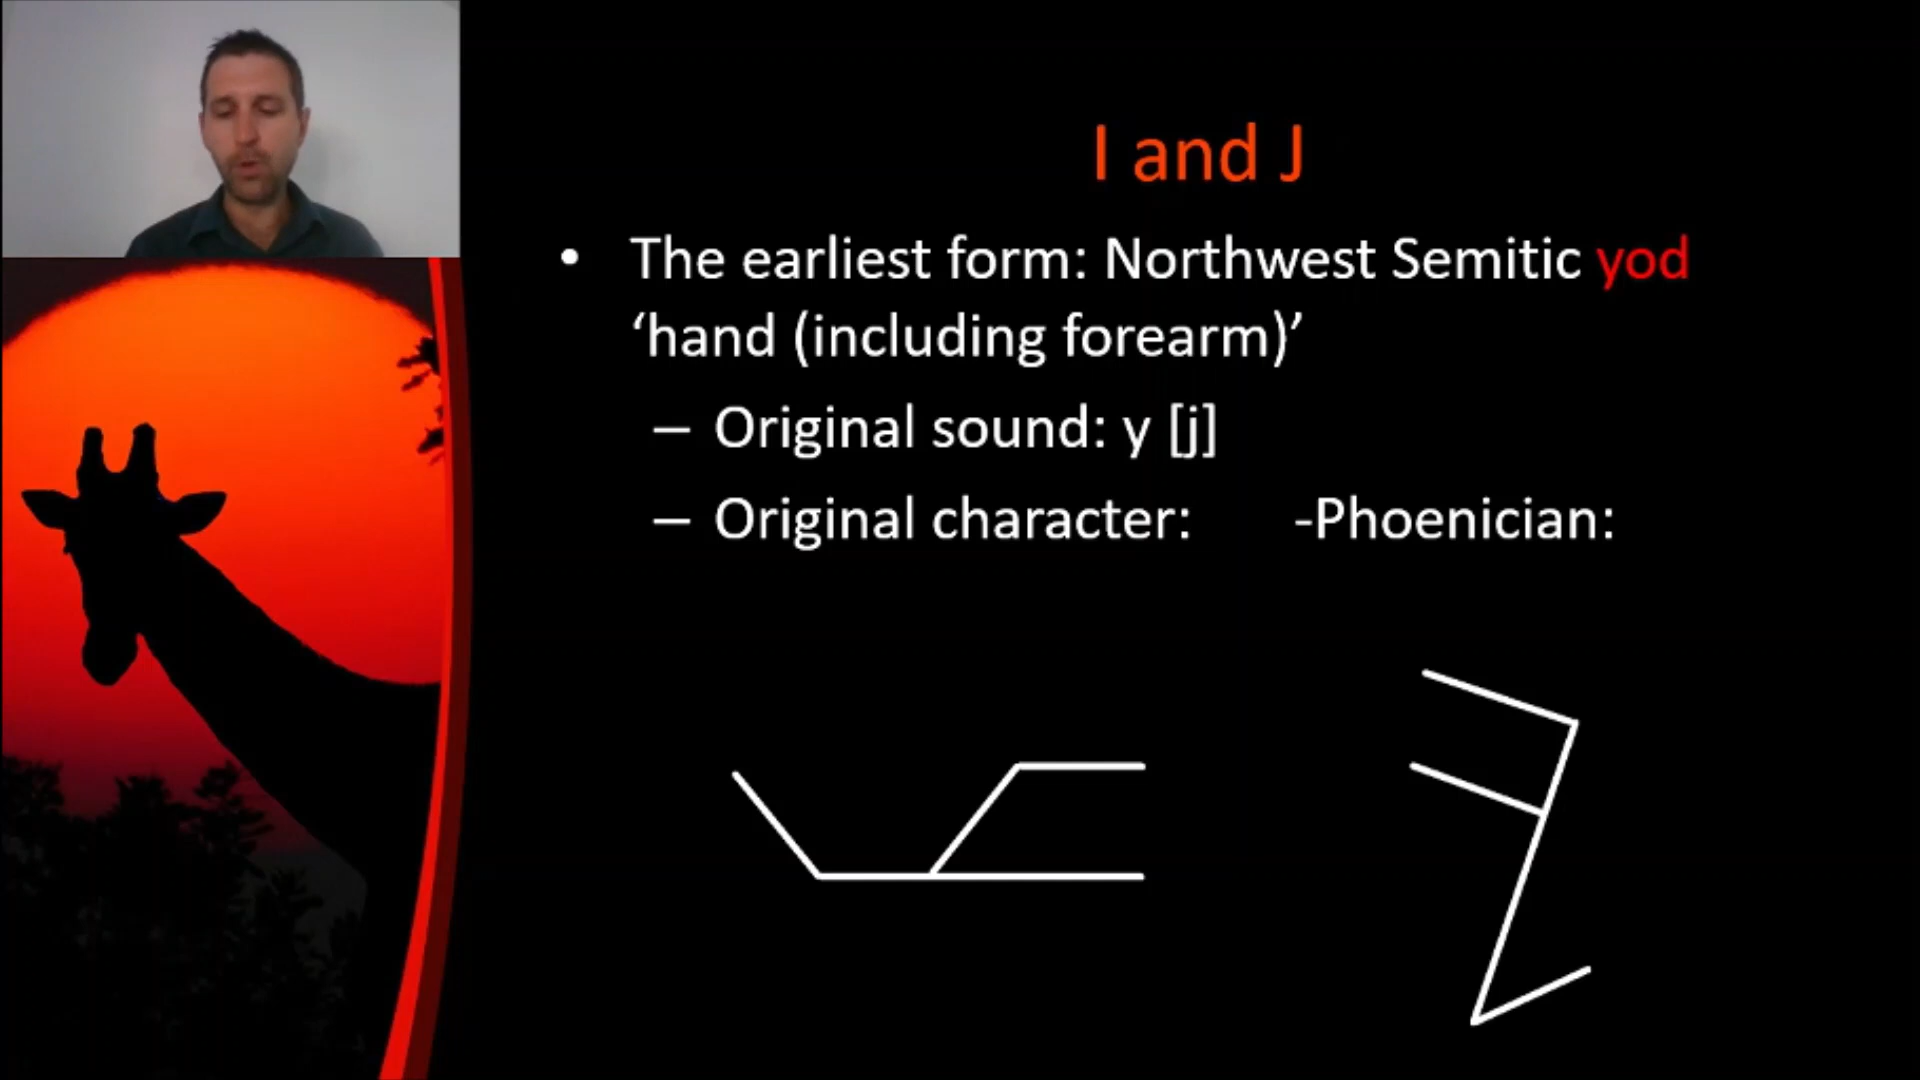 I and J
• The earliest form: Northwest Semitic yod
‘hand (including forearm)’
– Original sound: y [j]
– Original character: -Phoenician: